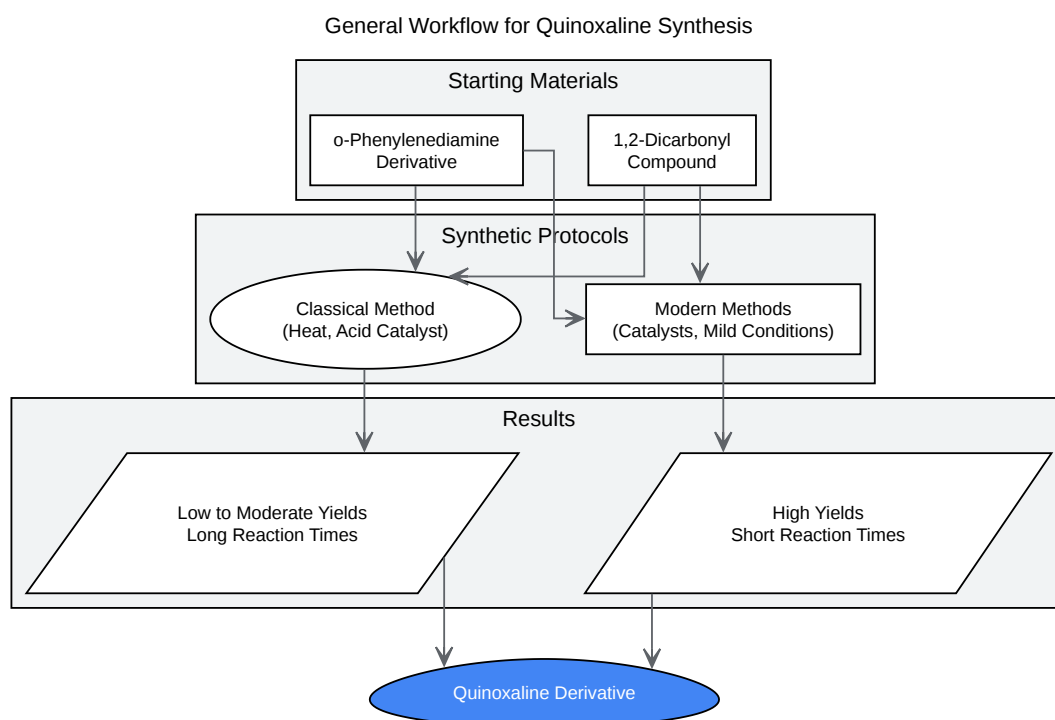 General Workflow for Quinoxaline Synthesis
Starting Materials
o-Phenylenediamine
Derivative
1,2-Dicarbonyl
Compound
Synthetic Protocols
Classical Method
(Heat, Acid Catalyst)
Modern Methods
(Catalysts, Mild Conditions)
Results
Low to Moderate Yields
Long Reaction Times
High Yields
Short Reaction Times
Quinoxaline Derivative